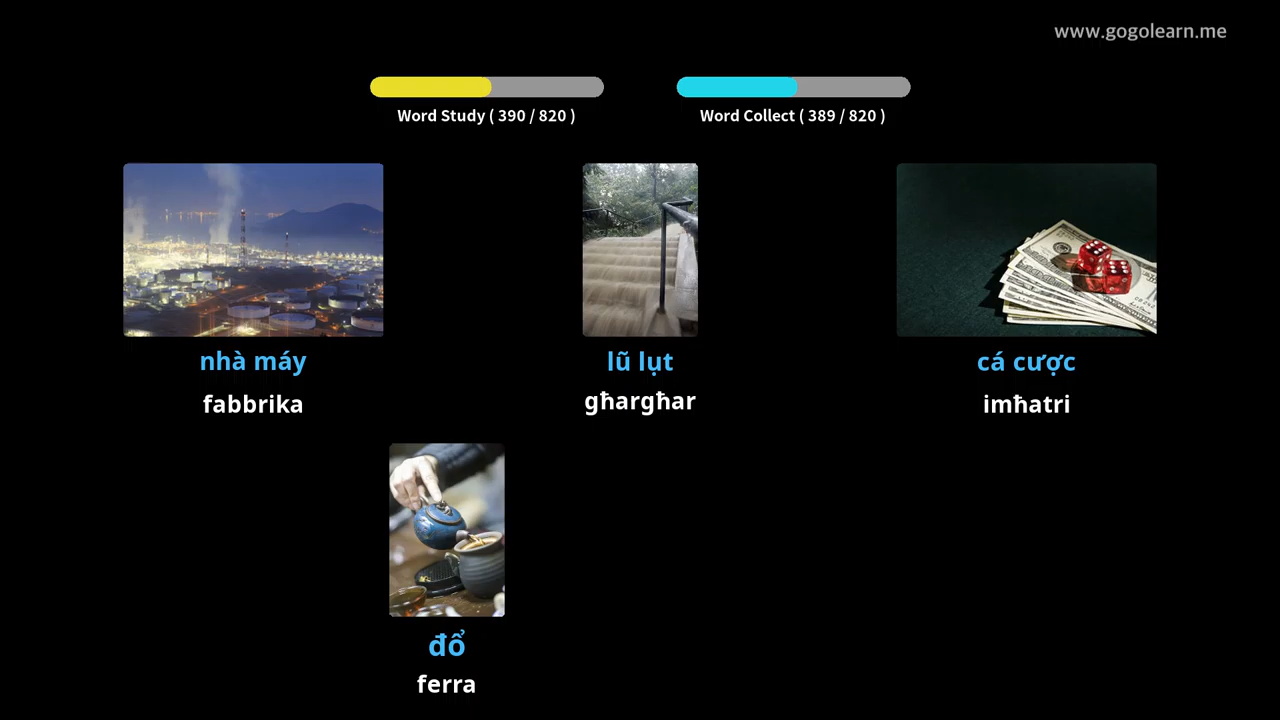 www.gogolearn.me
Word Study ( 390 / 820 )
Word Collect ( 389 / 820 )
nhà máy
fabbrika
lũ lụt
għargħar
cá cược
imħatri
đổ
ferra